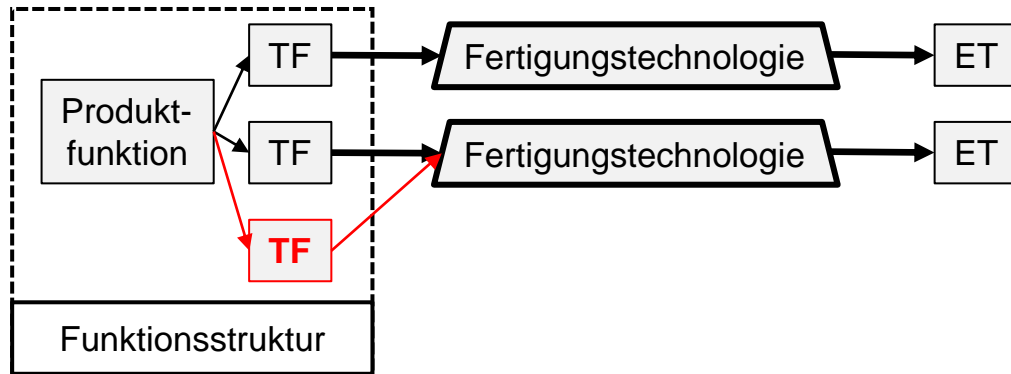 TF
Fertigungstechnologie
ET
Produkt-
funktion
TF
Fertigungstechnologie
ET
TF
Funktionsstruktur